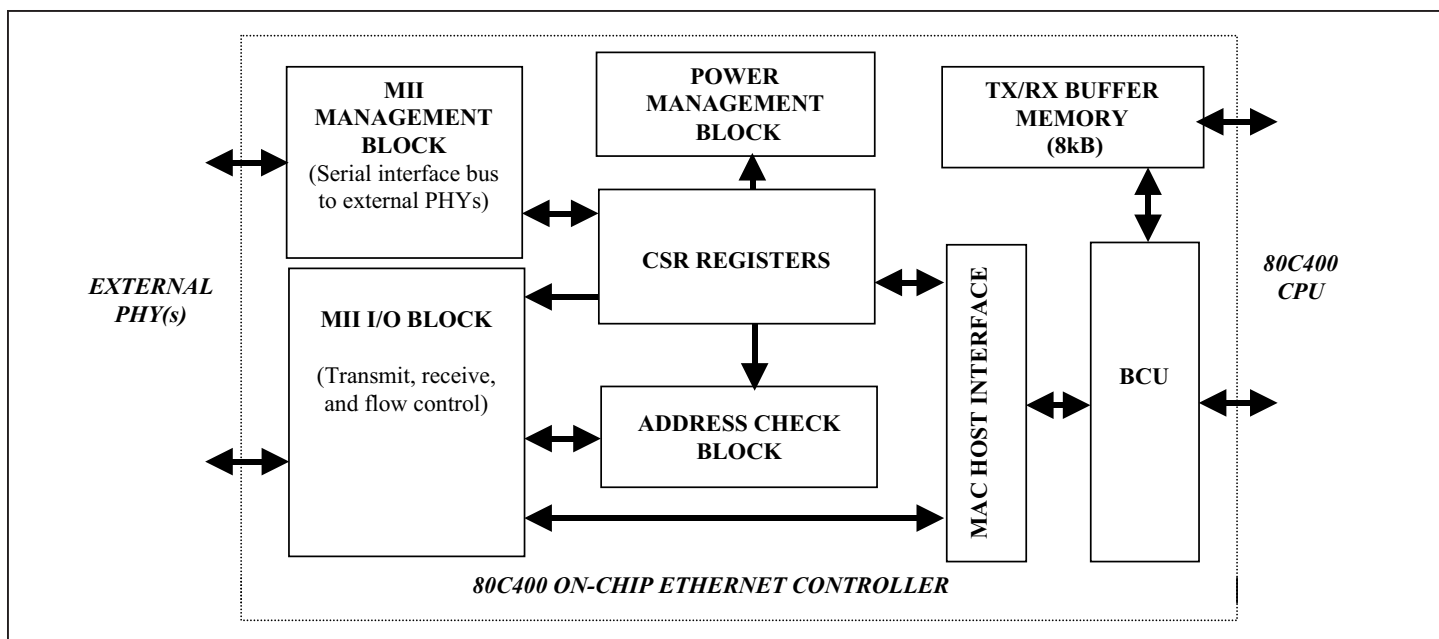 MII
MANAGEMENT
BLOCK
(Serial interface bus
to external PHYs)
POWER
MANAGEMENT
BLOCK
TX/RX BUFFER
MEMORY
(8kB)
CSR REGISTERS
EXTERNAL
PHY(s)
MII I/O BLOCK
(Transmit, receive,
and flow control)
ADDRESS CHECK
BLOCK
MAC HOST INTERFACE
BCU
80C400
CPU
80C400 ON-CHIP ETHERNET CONTROLLER